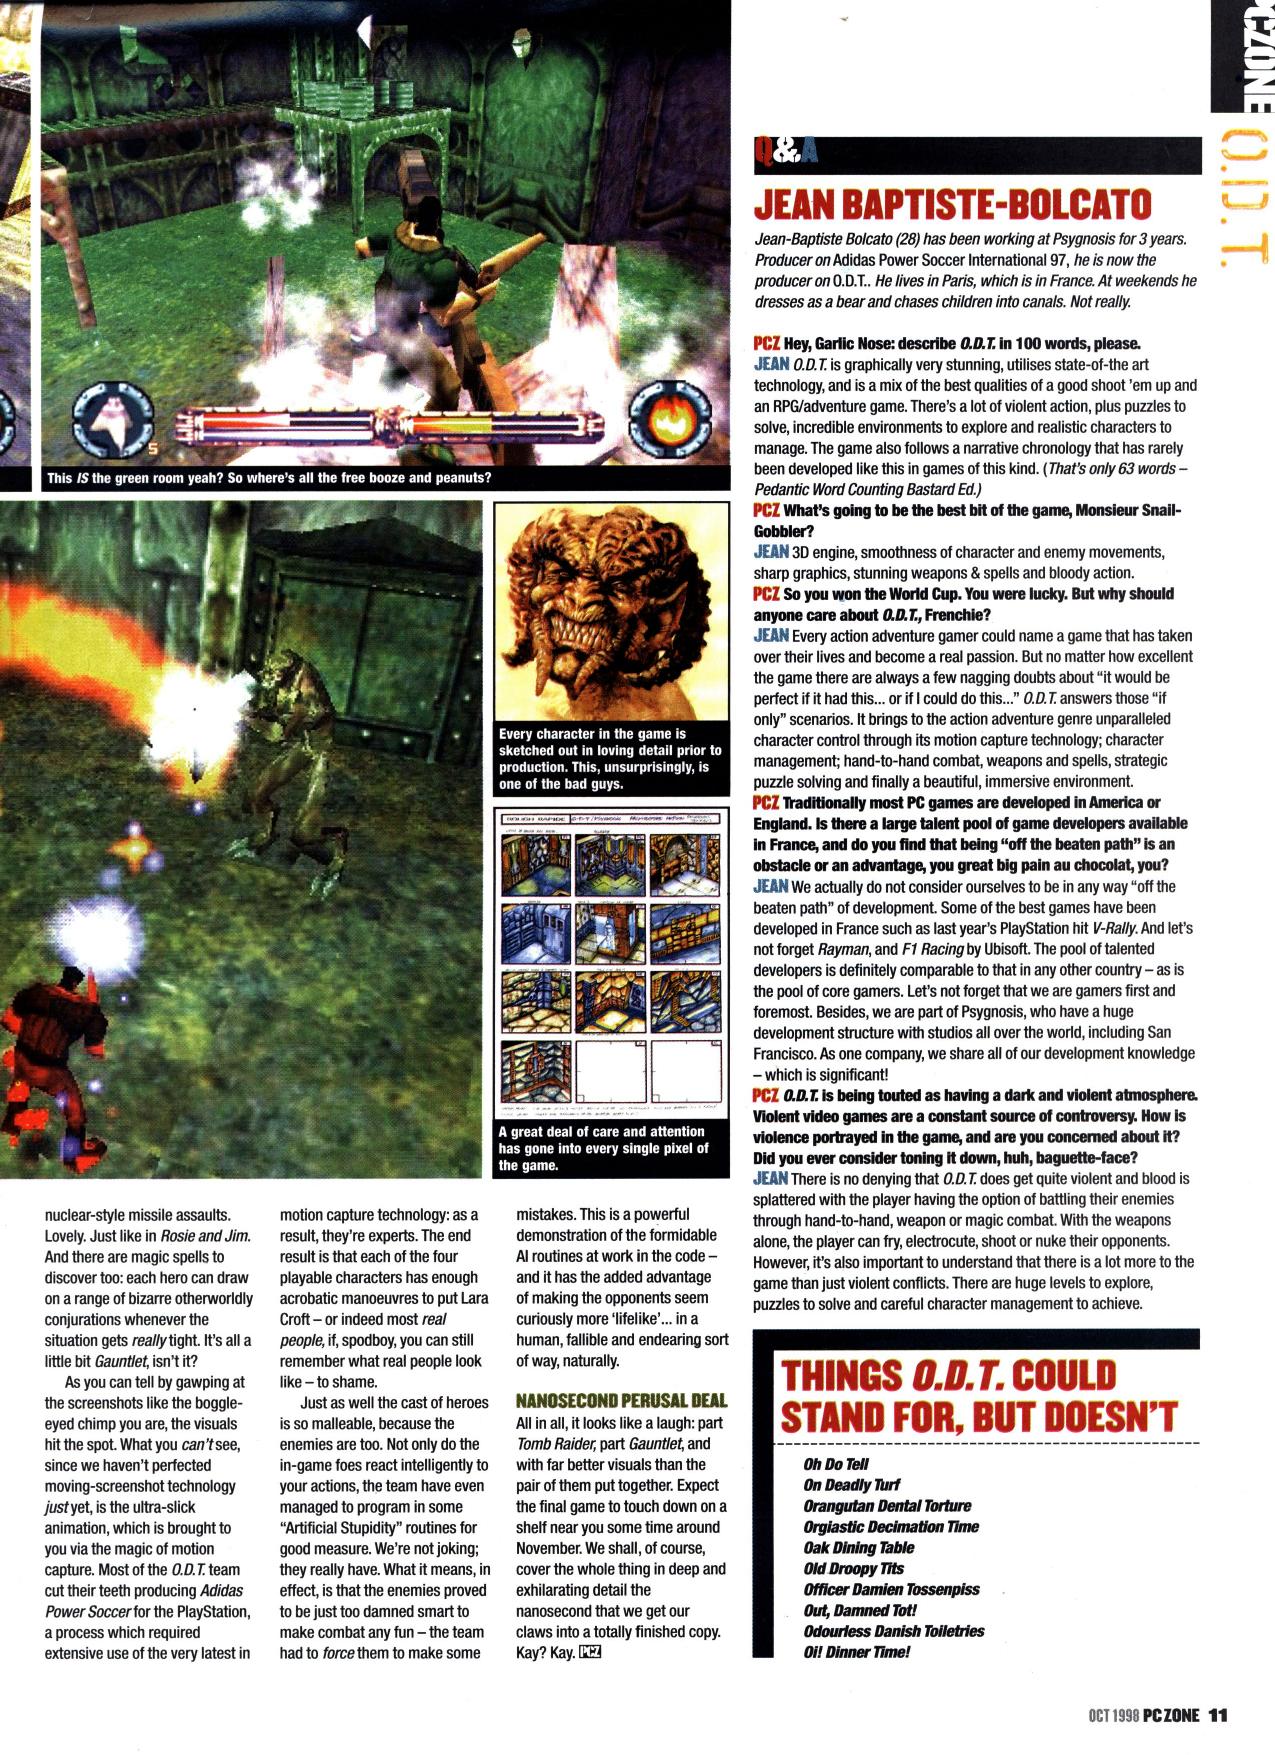 PCZONE
O.D.T.
This IS the green room yeah? So where's all the free booze and peanuts?
5
Every character in the game is
sketched out in loving detail prior to
production. This, unsurprisingly, is
one of the bad guys.
A great deal of care and attention
has gone into every single pixel of
the game.
nuclear-style missile assaults.
Lovely. Just like in Rosie and Jim.
And there are magic spells to
discover too: each hero can draw
on a range of bizarre otherworldly
conjurations whenever the
situation gets really tight. It's all a
little bit Gauntlet, isn't it?
As you can tell by gawping at
the screenshots like the boggle-
eyed chimp you are, the visuals
hit the spot. What you can't see,
since we haven't perfected
moving-screenshot technology
just yet, is the ultra-slick
animation, which is brought to
you via the magic of motion
capture. Most of the O.D.T. team
cut their teeth producing Adidas
Power Soccer for the PlayStation,
a process which required
extensive use of the very latest in
motion capture technology: as a
result, they're experts. The end
result is that each of the four
playable characters has enough
acrobatic manoeuvres to put Lara
Croft – or indeed most real
people, if, spodboy, you can still
remember what real people look
like – to shame.
Just as well the cast of heroes
is so malleable, because the
enemies are too. Not only do the
in-game foes react intelligently to
your actions, the team have even
managed to program in some
"Artificial Stupidity" routines for
good measure. We're not joking;
they really have. What it means, in
effect, is that the enemies proved
to be just too damned smart to
make combat any fun – the team
had to force them to make some
mistakes. This is a powerful
demonstration of the formidable
AI routines at work in the code –
and it has the added advantage
of making the opponents seem
curiously more 'lifelike'... in a
human, fallible and endearing sort
of way, naturally.
NANOSECOND PERUSAL DEAL
All in all, it looks like a laugh: part
Tomb Raider, part Gauntlet, and
with far better visuals than the
pair of them put together. Expect
the final game to touch down on a
shelf near you some time around
November. We shall, of course,
cover the whole thing in deep and
exhilarating detail the
nanosecond that we get our
claws into a totally finished copy.
Kay? Kay. PCZ
Q&A
JEAN BAPTISTE-BOLCATO
Jean-Baptiste Bolcato (28) has been working at Psygnosis for 3 years.
Producer on Adidas Power Soccer International 97, he is now the
producer on O.D.T.. He lives in Paris, which is in France. At weekends he
dresses as a bear and chases children into canals. Not really.
PCZ Hey, Garlic Nose: describe O.D.T. in 100 words, please.
JEAN O.D.T. is graphically very stunning, utilises state-of-the art
technology, and is a mix of the best qualities of a good shoot 'em up and
an RPG/adventure game. There's a lot of violent action, plus puzzles to
solve, incredible environments to explore and realistic characters to
manage. The game also follows a narrative chronology that has rarely
been developed like this in games of this kind. (That's only 63 words –
Pedantic Word Counting Bastard Ed.)
PCZ What's going to be the best bit of the game, Monsieur Snail-
Gobbler?
JEAN 3D engine, smoothness of character and enemy movements,
sharp graphics, stunning weapons & spells and bloody action.
PCZ So you won the World Cup. You were lucky. But why should
anyone care about O.D.T., Frenchie?
JEAN Every action adventure gamer could name a game that has taken
over their lives and become a real passion. But no matter how excellent
the game there are always a few nagging doubts about "it would be
perfect if it had this... or if I could do this..." O.D.T. answers those "if
only" scenarios. It brings to the action adventure genre unparalleled
character control through its motion capture technology; character
management; hand-to-hand combat, weapons and spells, strategic
puzzle solving and finally a beautiful, immersive environment.
PCZ Traditionally most PC games are developed in America or
England. Is there a large talent pool of game developers available
in France, and do you find that being "off the beaten path" is an
obstacle or an advantage, you great big pain au chocolat, you?
JEAN We actually do not consider ourselves to be in any way "off the
beaten path" of development. Some of the best games have been
developed in France such as last year's PlayStation hit V-Rally. And let's
not forget Rayman, and F1 Racing by Ubisoft. The pool of talented
developers is definitely comparable to that in any other country – as is
the pool of core gamers. Let's not forget that we are gamers first and
foremost. Besides, we are part of Psygnosis, who have a huge
development structure with studios all over the world, including San
Francisco. As one company, we share all of our development knowledge
– which is significant!
PCZ O.D.T. is being touted as having a dark and violent atmosphere.
Violent video games are a constant source of controversy. How is
violence portrayed in the game, and are you concerned about it?
Did you ever consider toning it down, huh, baguette-face?
JEAN There is no denying that O.D.T. does get quite violent and blood is
splattered with the player having the option of battling their enemies
through hand-to-hand, weapon or magic combat. With the weapons
alone, the player can fry, electrocute, shoot or nuke their opponents.
However, it's also important to understand that there is a lot more to the
game than just violent conflicts. There are huge levels to explore,
puzzles to solve and careful character management to achieve.
THINGS O.D.T. COULD
STAND FOR, BUT DOESN'T
Oh Do Tell
On Deadly Turf
Orangutan Dental Torture
Orgiastic Decimation Time
Oak Dining Table
Old Droopy Tits
Officer Damien Tossenpiss
Out, Damned Tot!
Odourless Danish Toiletries
Oi! Dinner Time!
OCT 1998 PC ZONE 11